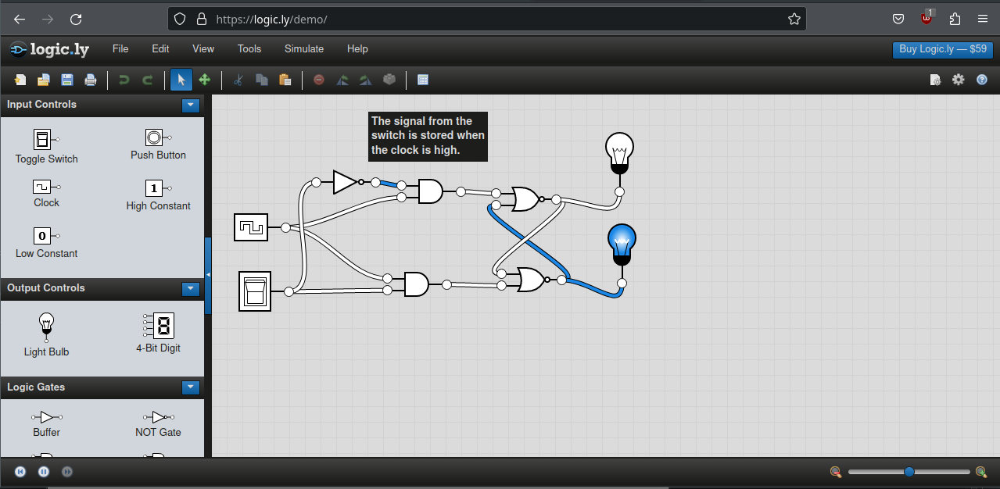 1
https://logic.ly/demo/
logic.ly File Edit View Tools Simulate Help Buy Logic.ly — $59
Input Controls
Toggle Switch Push Button
1
Clock High Constant
0
Low Constant
Output Controls
8
Light Bulb 4-Bit Digit
Logic Gates
Buffer NOT Gate
The signal from the
switch is stored when
the clock is high.